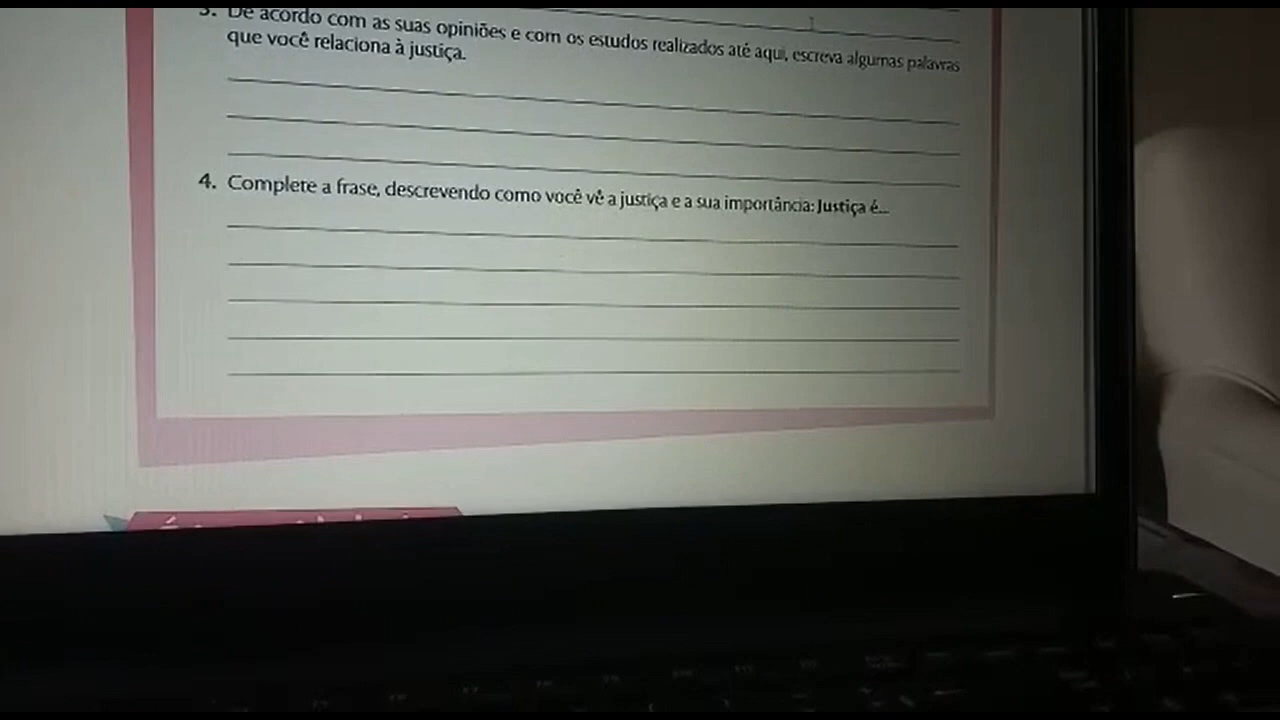 3. De acordo com as suas opiniões e com os estudos realizados até aqui, escreva algumas palavras
que você relaciona à justiça.
4. Complete a frase, descrevendo como você vê a justiça e a sua importância: Justiça é...